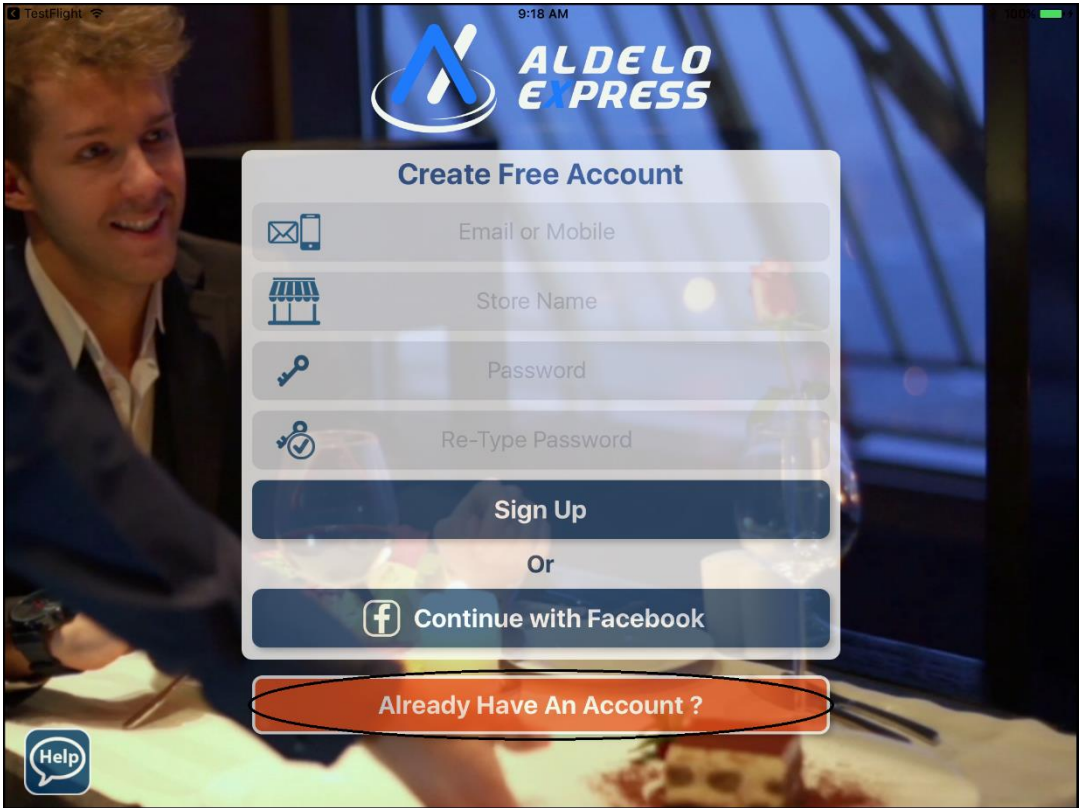 TestFlight
9:18 AM
100%
ALDELO
EXPRESS
Create Free Account
Email or Mobile
Store Name
Password
Re-Type Password
Sign Up
Or
f Continue with Facebook
Already Have An Account ?
Help